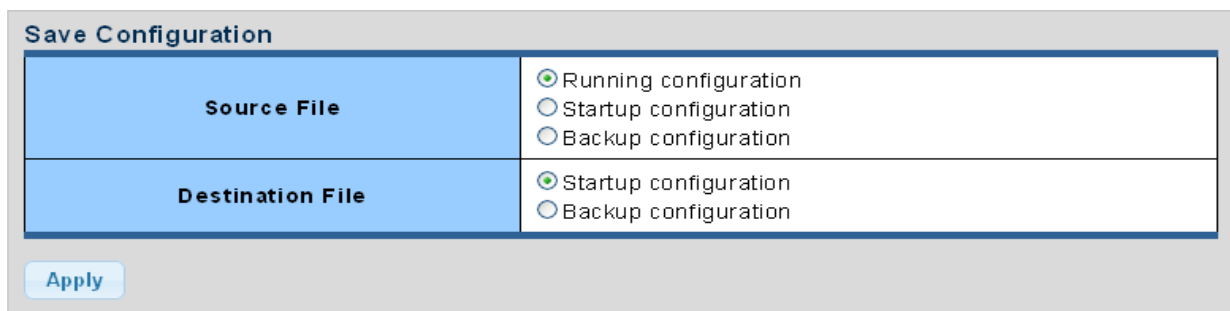 Save Configuration
Source File
Running configuration
Startup configuration
Backup configuration
Destination File
Startup configuration
Backup configuration
Apply